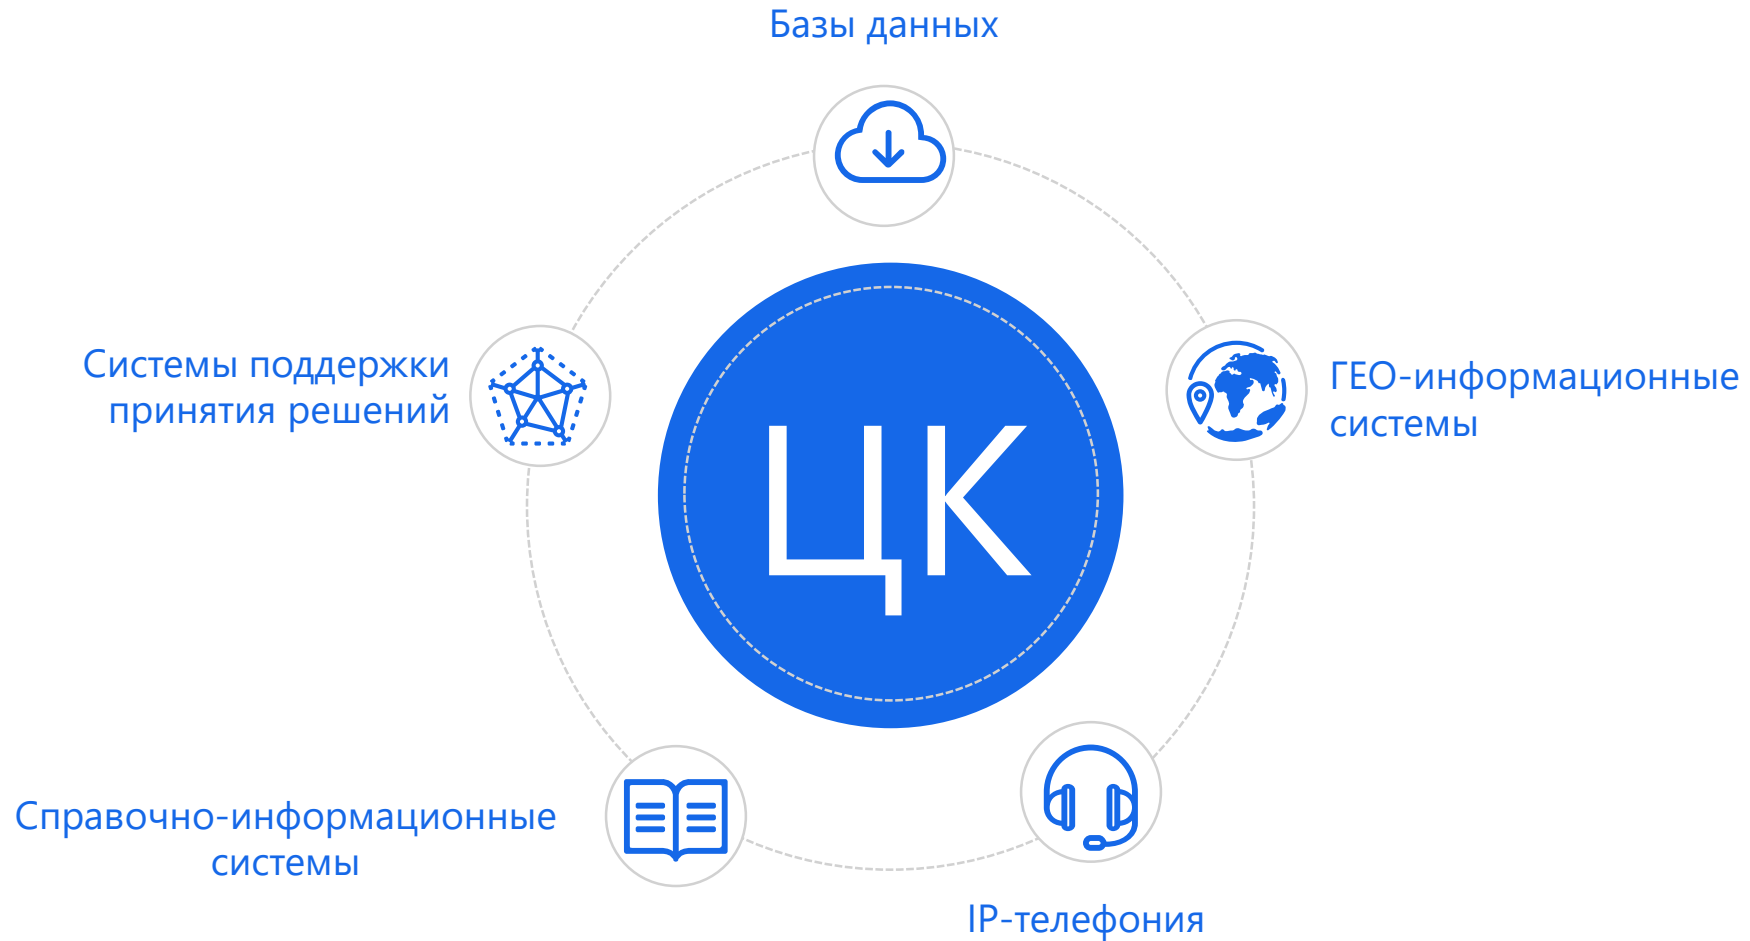 Базы данных
Системы поддержки
принятия решений
ГЕО-информационные
системы
ЦК
Справочно-информационные
системы
IP-телефония